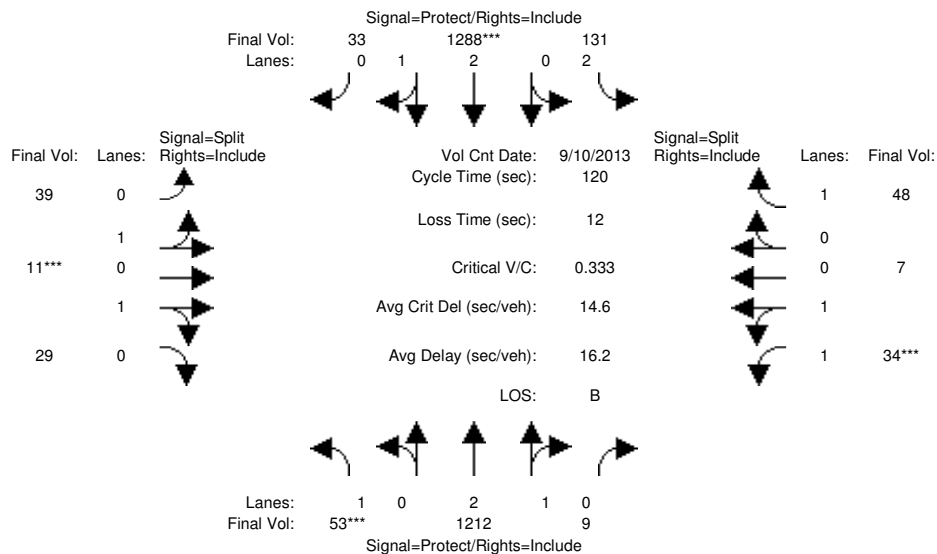 Signal=Protect/Rights=Include
Final Vol: 33 1288*** 131
Lanes: 0 1 2 0 2
Signal=Split
Final Vol: Lanes: Rights=Include
Vol Cnt Date: 9/10/2013
Signal=Split
Rights=Include Lanes: Final Vol:
Cycle Time (sec): 120
39 0
1 48
Loss Time (sec): 12
1
0
11*** 0
Critical V/C: 0.333
0 7
1
Avg Crit Del (sec/veh): 14.6
1
29 0
Avg Delay (sec/veh): 16.2
1 34***
LOS: B
Lanes: 1 0 2 1 0
Final Vol: 53*** 1212 9
Signal=Protect/Rights=Include